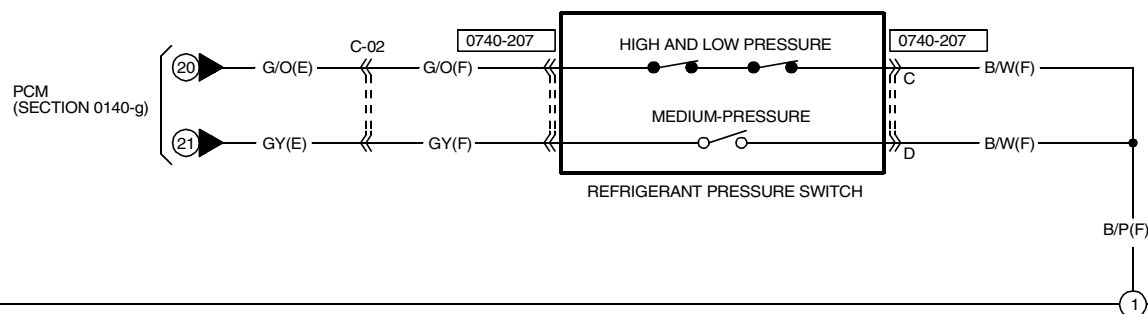 C-02
0740-207
HIGH AND LOW PRESSURE
0740-207
20
G/O(E)
G/O(F)
C
B/W(F)
PCM
(SECTION 0140-g)
MEDIUM-PRESSURE
21
GY(E)
GY(F)
D
B/W(F)
REFRIGERANT PRESSURE SWITCH
B/P(F)
1